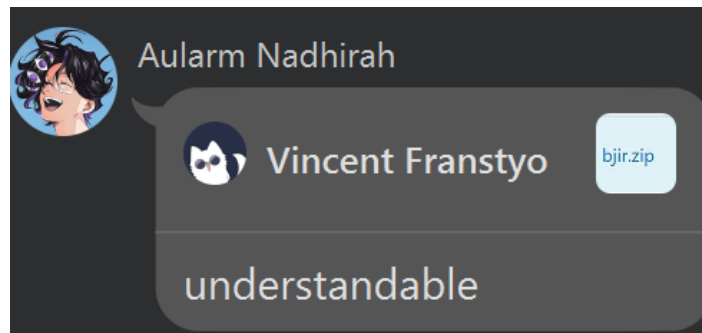 Aularm Nadhirah
Vincent Franstyo
bjir.zip
understandable